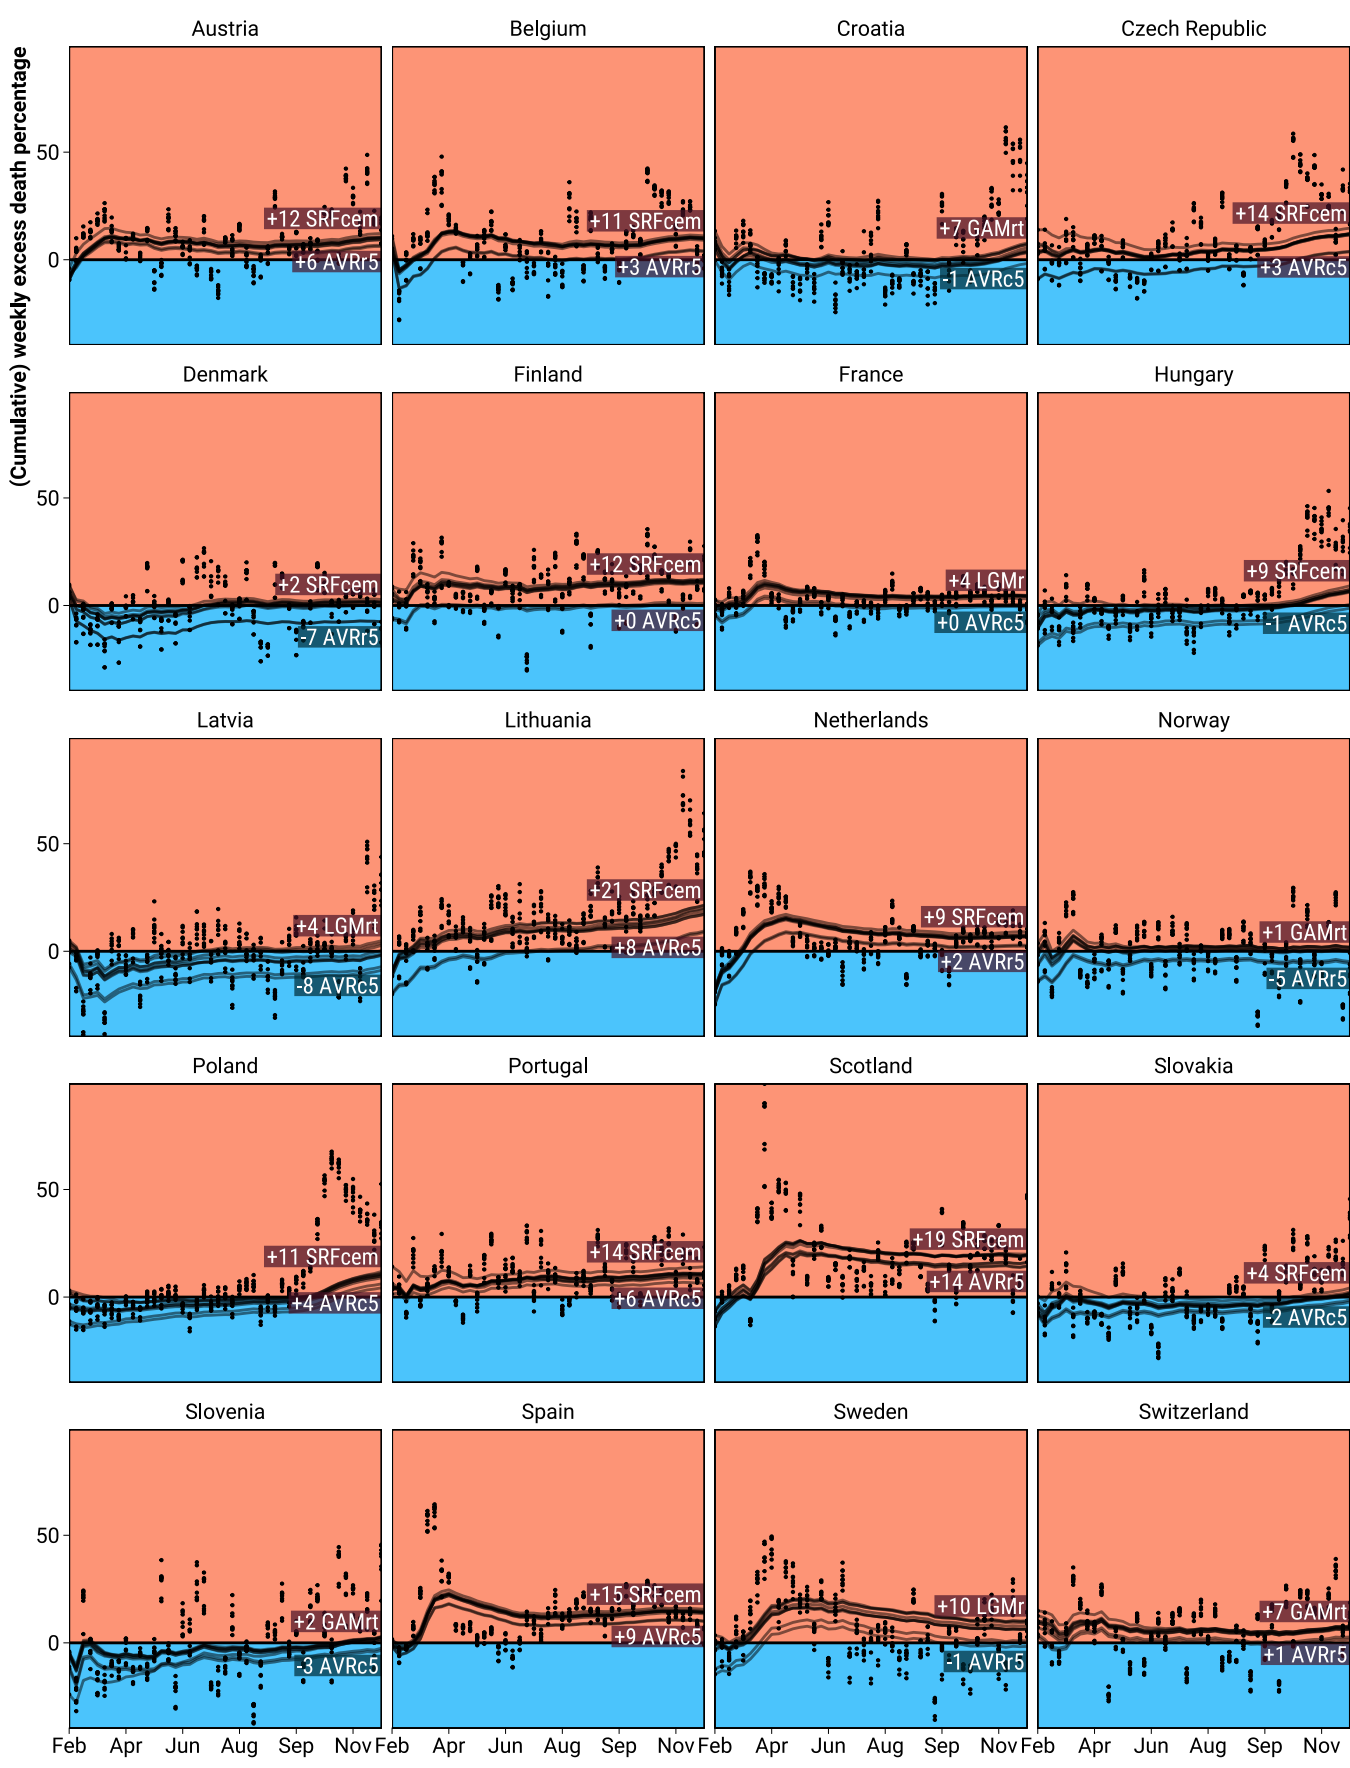 (Cumulative) weekly excess death percentage
Austria
Belgium
Croatia
Czech Republic
50
0
+12 SRFcem
+6 AVRr5
+11 SRFcem
+3 AVRr5
+7 GAMrt
-1 AVRc5
+14 SRFcem
+3 AVRc5
Denmark
Finland
France
Hungary
50
0
+2 SRFcem
-7 AVRr5
+12 SRFcem
+0 AVRc5
+4 LGMr
+0 AVRc5
+9 SRFcem
-1 AVRc5
Latvia
Lithuania
Netherlands
Norway
50
0
+4 LGMrt
-8 AVRc5
+21 SRFcem
+8 AVRc5
+9 SRFcem
+2 AVRr5
+1 GAMrt
-5 AVRr5
Poland
Portugal
Scotland
Slovakia
50
0
+11 SRFcem
+4 AVRc5
+14 SRFcem
+6 AVRc5
+19 SRFcem
+14 AVRr5
+4 SRFcem
-2 AVRc5
Slovenia
Spain
Sweden
Switzerland
50
0
+2 GAMrt
-3 AVRc5
+15 SRFcem
+9 AVRc5
+10 LGMr
-1 AVRr5
+7 GAMrt
+1 AVRr5
Feb Apr Jun Aug Sep Nov
Feb Apr Jun Aug Sep Nov
Feb Apr Jun Aug Sep Nov
Feb Apr Jun Aug Sep Nov